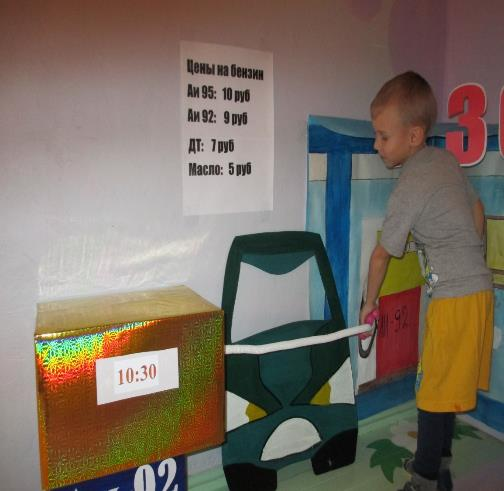 Цены на бензин
Аи 95: 10 руб
Аи 92: 9 руб
ДТ: 7 руб
Масло: 5 руб
10:30
92